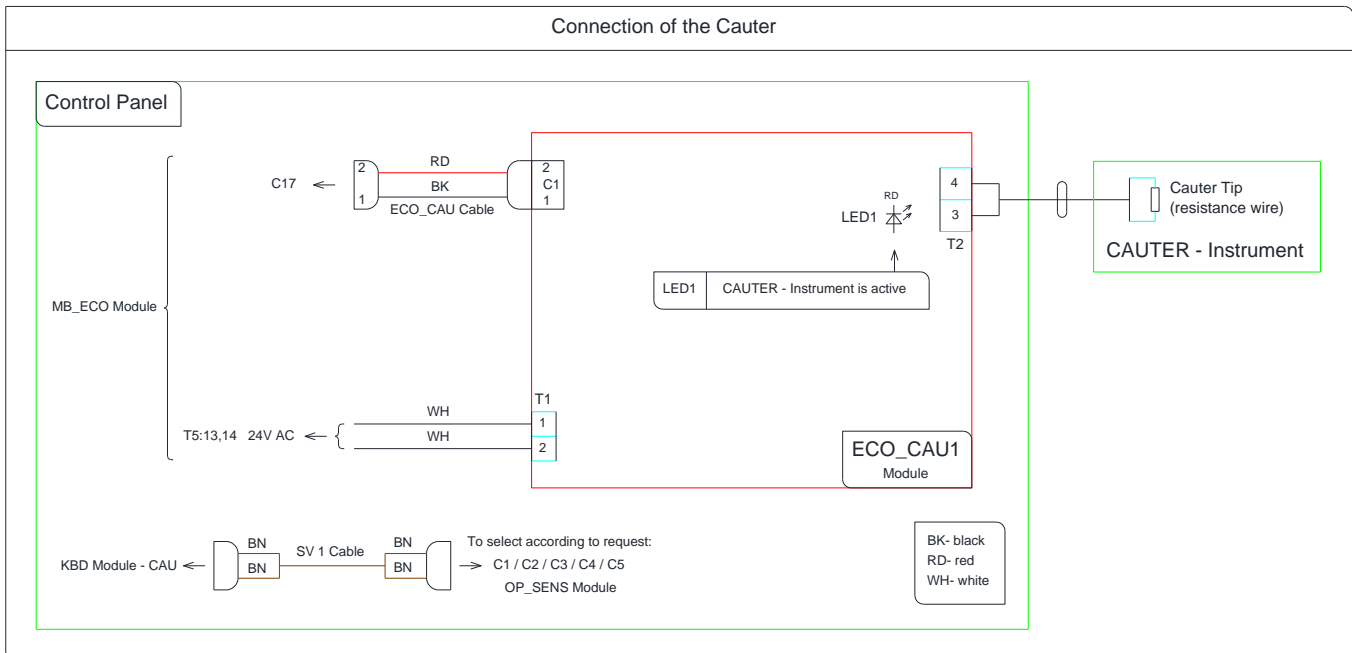 Connection of the Cauter
Control Panel
2
RD
2
C17
BK
C1
1
1
ECO_CAU Cable
4
RD
LED1
3
T2
Cauter Tip
(resistance wire)
CAUTER - Instrument
LED1 CAUTER - Instrument is active
MB_ECO Module
T1
WH
1
T5:13,14 24V AC
WH
2
ECO_CAU1
Module
KBD Module - CAU
BN
BN
SV 1 Cable
BN
BN
To select according to request:
C1 / C2 / C3 / C4 / C5
OP_SENS Module
BK- black
RD- red
WH- white